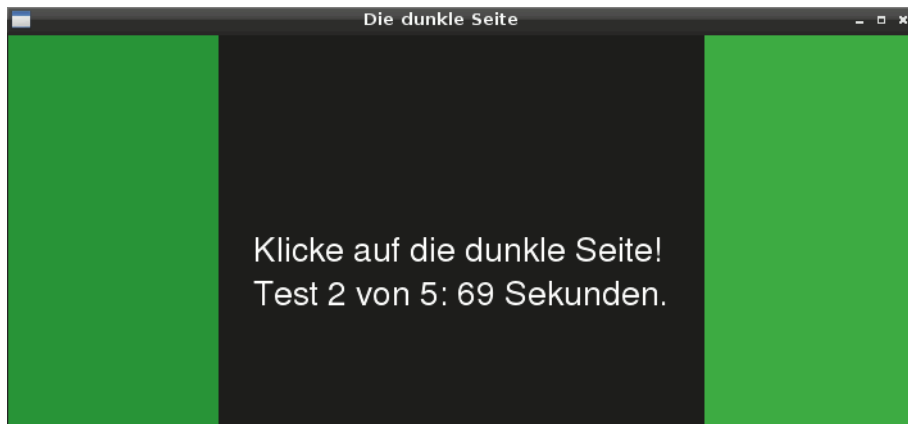 Die dunkle Seite
Klicke auf die dunkle Seite!
Test 2 von 5: 69 Sekunden.